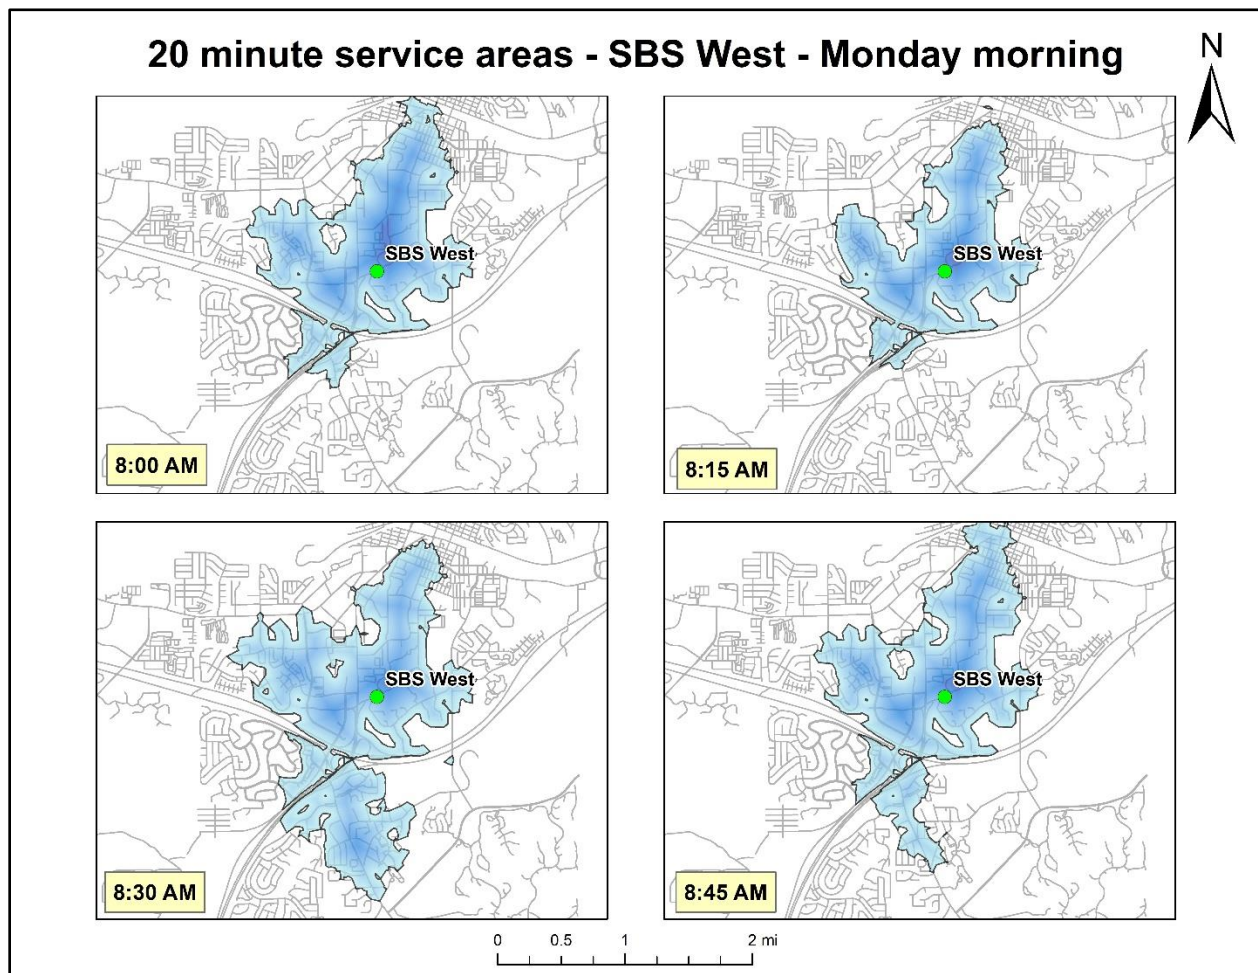 20 minute service areas - SBS West - Monday morning
N
SBS West
8:00 AM
SBS West
8:15 AM
SBS West
8:30 AM
SBS West
8:45 AM
0 0.5 1 2 mi